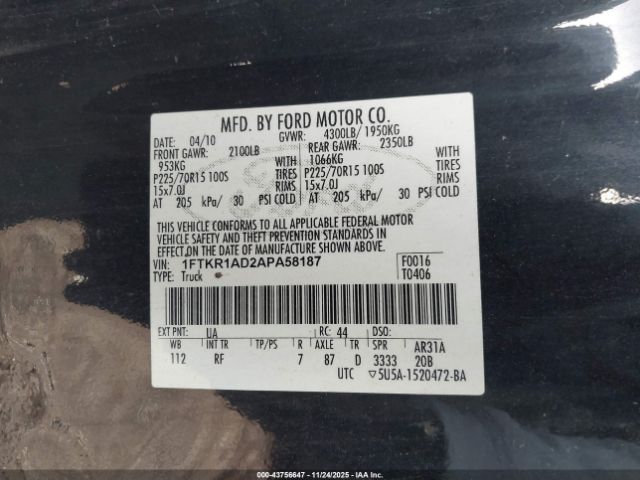 MFD. BY FORD MOTOR CO.
DATE: 04/10 GVWR: 4300LB/ 1950KG
FRONT GAWR: 2100LB REAR GAWR: 2350LB
953KG WITH 1066KG WITH
P225/70R15 100S TIRES P225/70R15 100S TIRES
15x7.0J RIMS 15x7.0J RIMS
AT 205 kPa/ 30 PSI COLD AT 205 kPa/ 30 PSI COLD
THIS VEHICLE CONFORMS TO ALL APPLICABLE FEDERAL MOTOR
VEHICLE SAFETY AND THEFT PREVENTION STANDARDS IN
EFFECT ON THE DATE OF MANUFACTURE SHOWN ABOVE.
VIN: 1FTKR1AD2APA58187 F0016
TYPE: Truck T0406
EXT PNT: UA RC: 44 DSO:
WB INT TR TP/PS R AXLE TR SPR AR31A
112 RF 7 87 D 3333 20B
UTC ▽5U5A-1520472-BA
© - 43756647 - 11/24/2025 - IAAI, Inc.